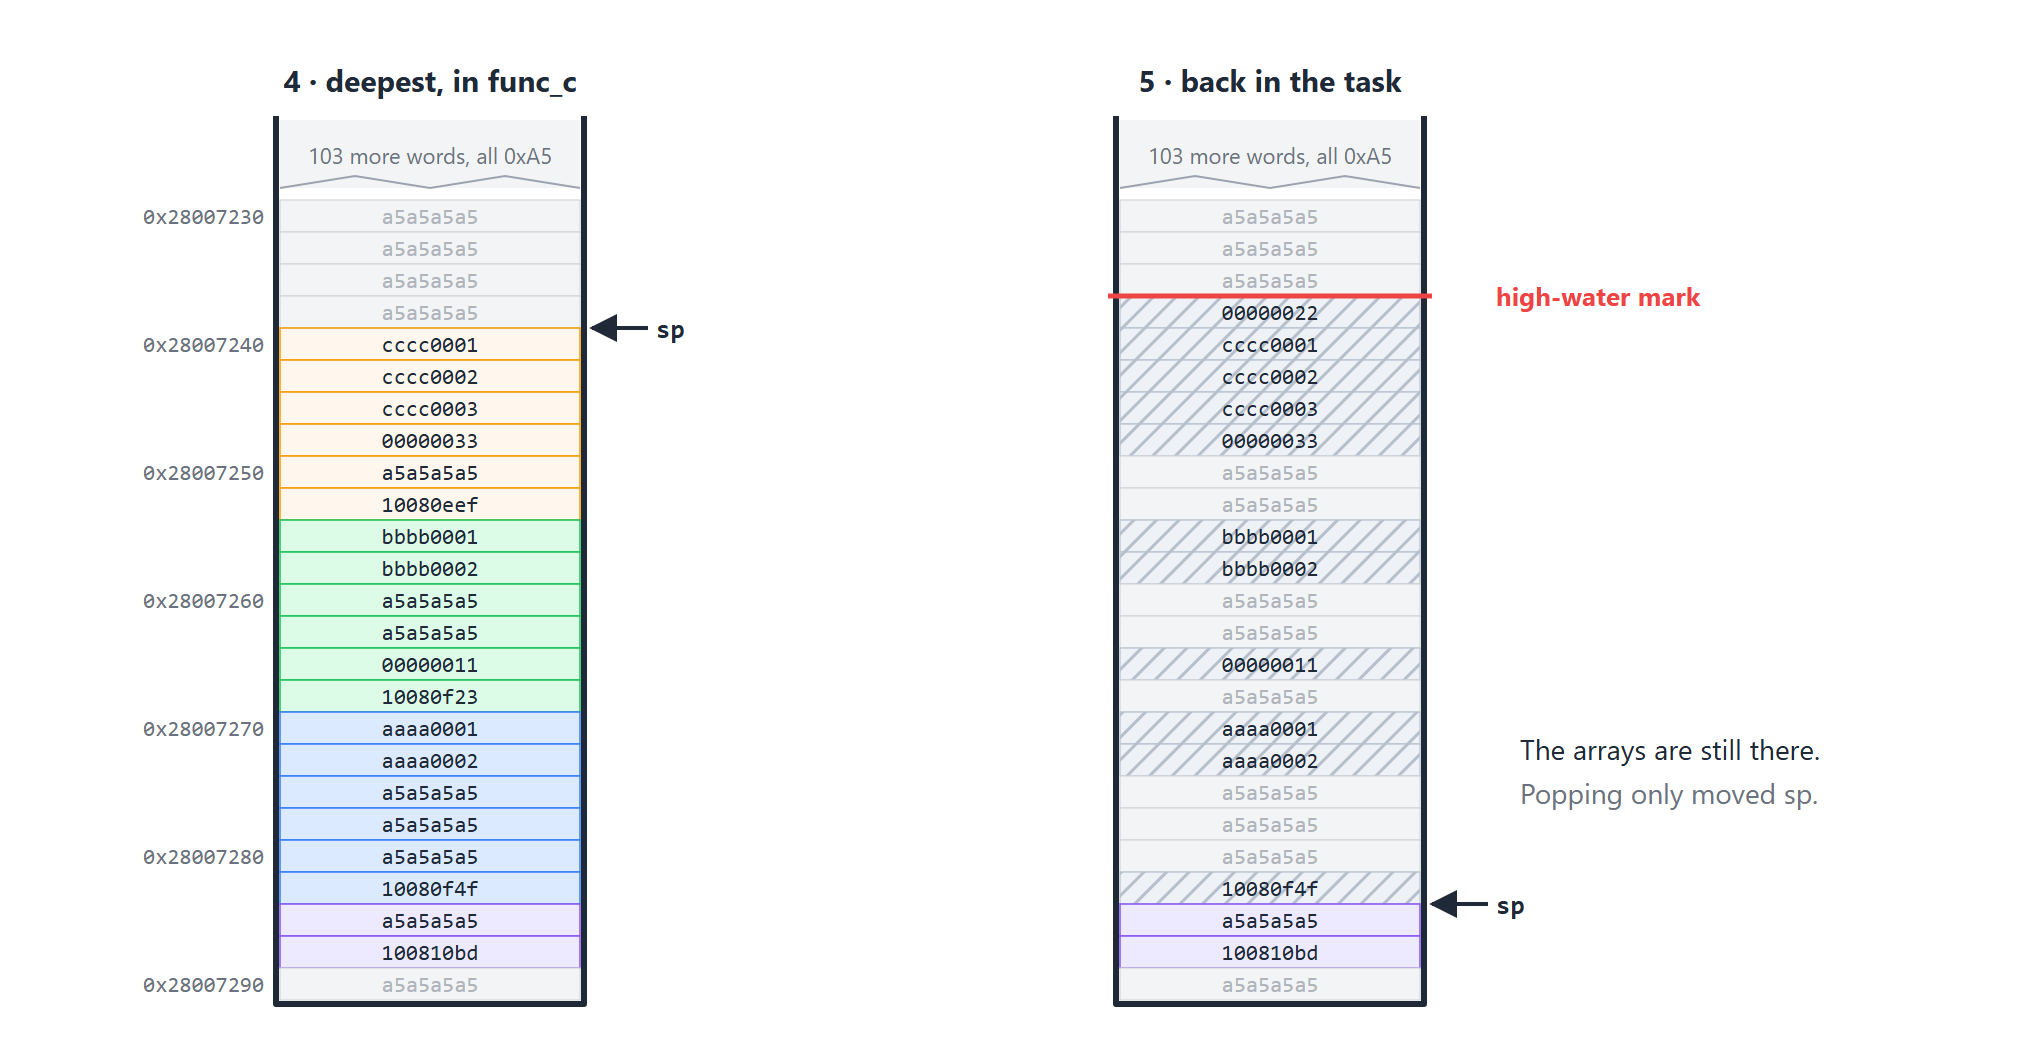 4 · deepest, in func_c
103 more words, all 0xA5
0x28007230 a5a5a5a5
a5a5a5a5
a5a5a5a5
a5a5a5a5
sp
0x28007240 cccc0001
cccc0002
cccc0003
00000033
0x28007250 a5a5a5a5
10080eef
bbbb0001
bbbb0002
0x28007260 a5a5a5a5
a5a5a5a5
00000011
10080f23
0x28007270 aaaa0001
aaaa0002
a5a5a5a5
a5a5a5a5
0x28007280 a5a5a5a5
10080f4f
a5a5a5a5
100810bd
0x28007290 a5a5a5a5
5 · back in the task
103 more words, all 0xA5
a5a5a5a5
a5a5a5a5
a5a5a5a5
high-water mark
00000022
cccc0001
cccc0002
cccc0003
00000033
a5a5a5a5
a5a5a5a5
bbbb0001
bbbb0002
a5a5a5a5
a5a5a5a5
00000011
a5a5a5a5
aaaa0001
aaaa0002
a5a5a5a5
a5a5a5a5
a5a5a5a5
10080f4f
sp
a5a5a5a5
100810bd
a5a5a5a5
The arrays are still there.
Popping only moved sp.